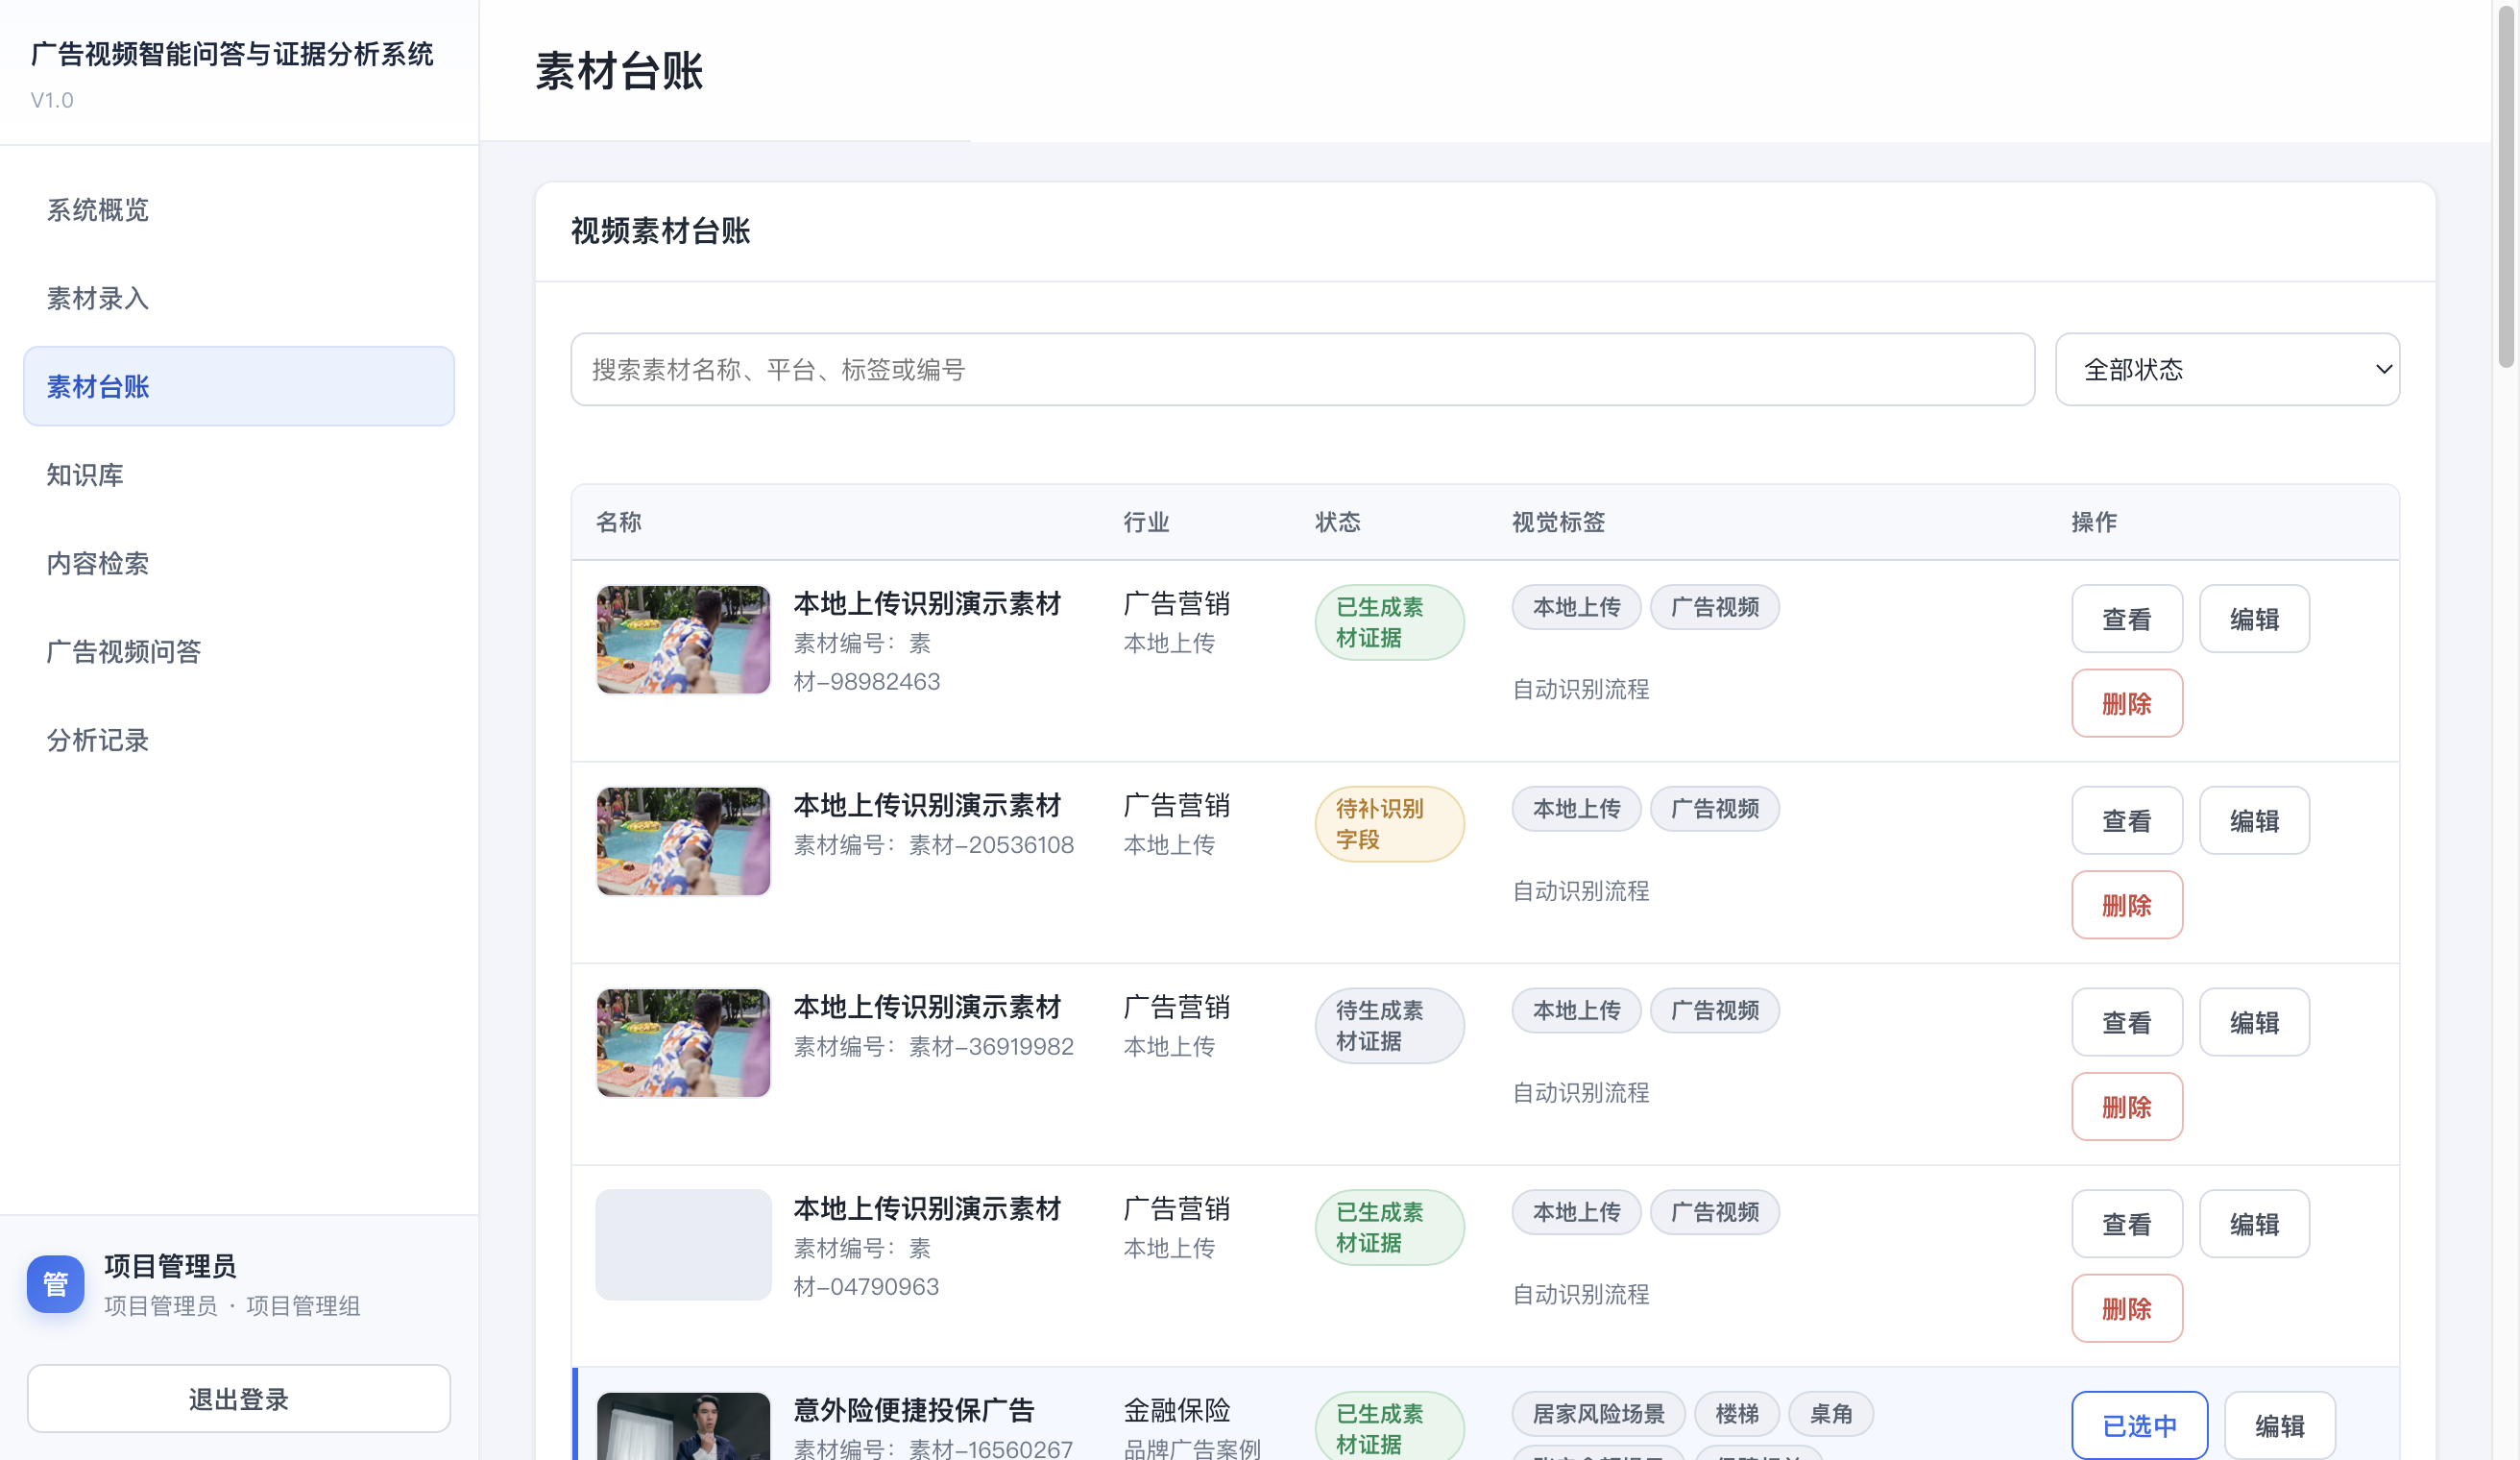 广告视频智能问答与证据分析系统
V1.0
系统概览
素材录入
素材台账
知识库
内容检索
广告视频问答
分析记录
管
项目管理员
项目管理员 · 项目管理组
退出登录
素材台账
视频素材台账
搜索素材名称、平台、标签或编号
全部状态
名称 行业 状态 视觉标签 操作
本地上传识别演示素材
素材编号：素
材-98982463
广告营销
本地上传
已生成素
材证据
本地上传 广告视频
自动识别流程
查看 编辑
删除
本地上传识别演示素材
素材编号：素材-20536108
广告营销
本地上传
待补识别
字段
本地上传 广告视频
自动识别流程
查看 编辑
删除
本地上传识别演示素材
素材编号：素材-36919982
广告营销
本地上传
待生成素
材证据
本地上传 广告视频
自动识别流程
查看 编辑
删除
本地上传识别演示素材
素材编号：素
材-04790963
广告营销
本地上传
已生成素
材证据
本地上传 广告视频
自动识别流程
查看 编辑
删除
意外险便捷投保广告
素材编号：素材-16560267
金融保险
品牌广告案例
已生成素
材证据
居家风险场景 楼梯 桌角
已选中 编辑